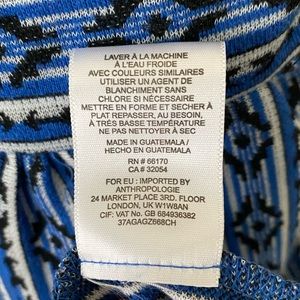 LAVER À LA MACHINE
À L'EAU FROIDE
AVEC COULEURS SIMILAIRES
UTILISER UN AGENT DE
BLANCHIMENT SANS
CHLORE SI NÉCESSAIRE
METTRE EN FORME ET SÉCHER À
PLAT REPASSER, AU BESOIN,
À TRÈS BASSE TEMPÉRATURE
NE PAS NETTOYER À SEC
MADE IN GUATEMALA/
HECHO EN GUATEMALA
RN # 66170
CA # 32054
FOR EU : IMPORTED BY
ANTHROPOLOGIE
24 MARKET PLACE 3RD. FLOOR
LONDON, UK W1W8AN
CIF: VAT No. GB 684936382
37AGAGZ668CH